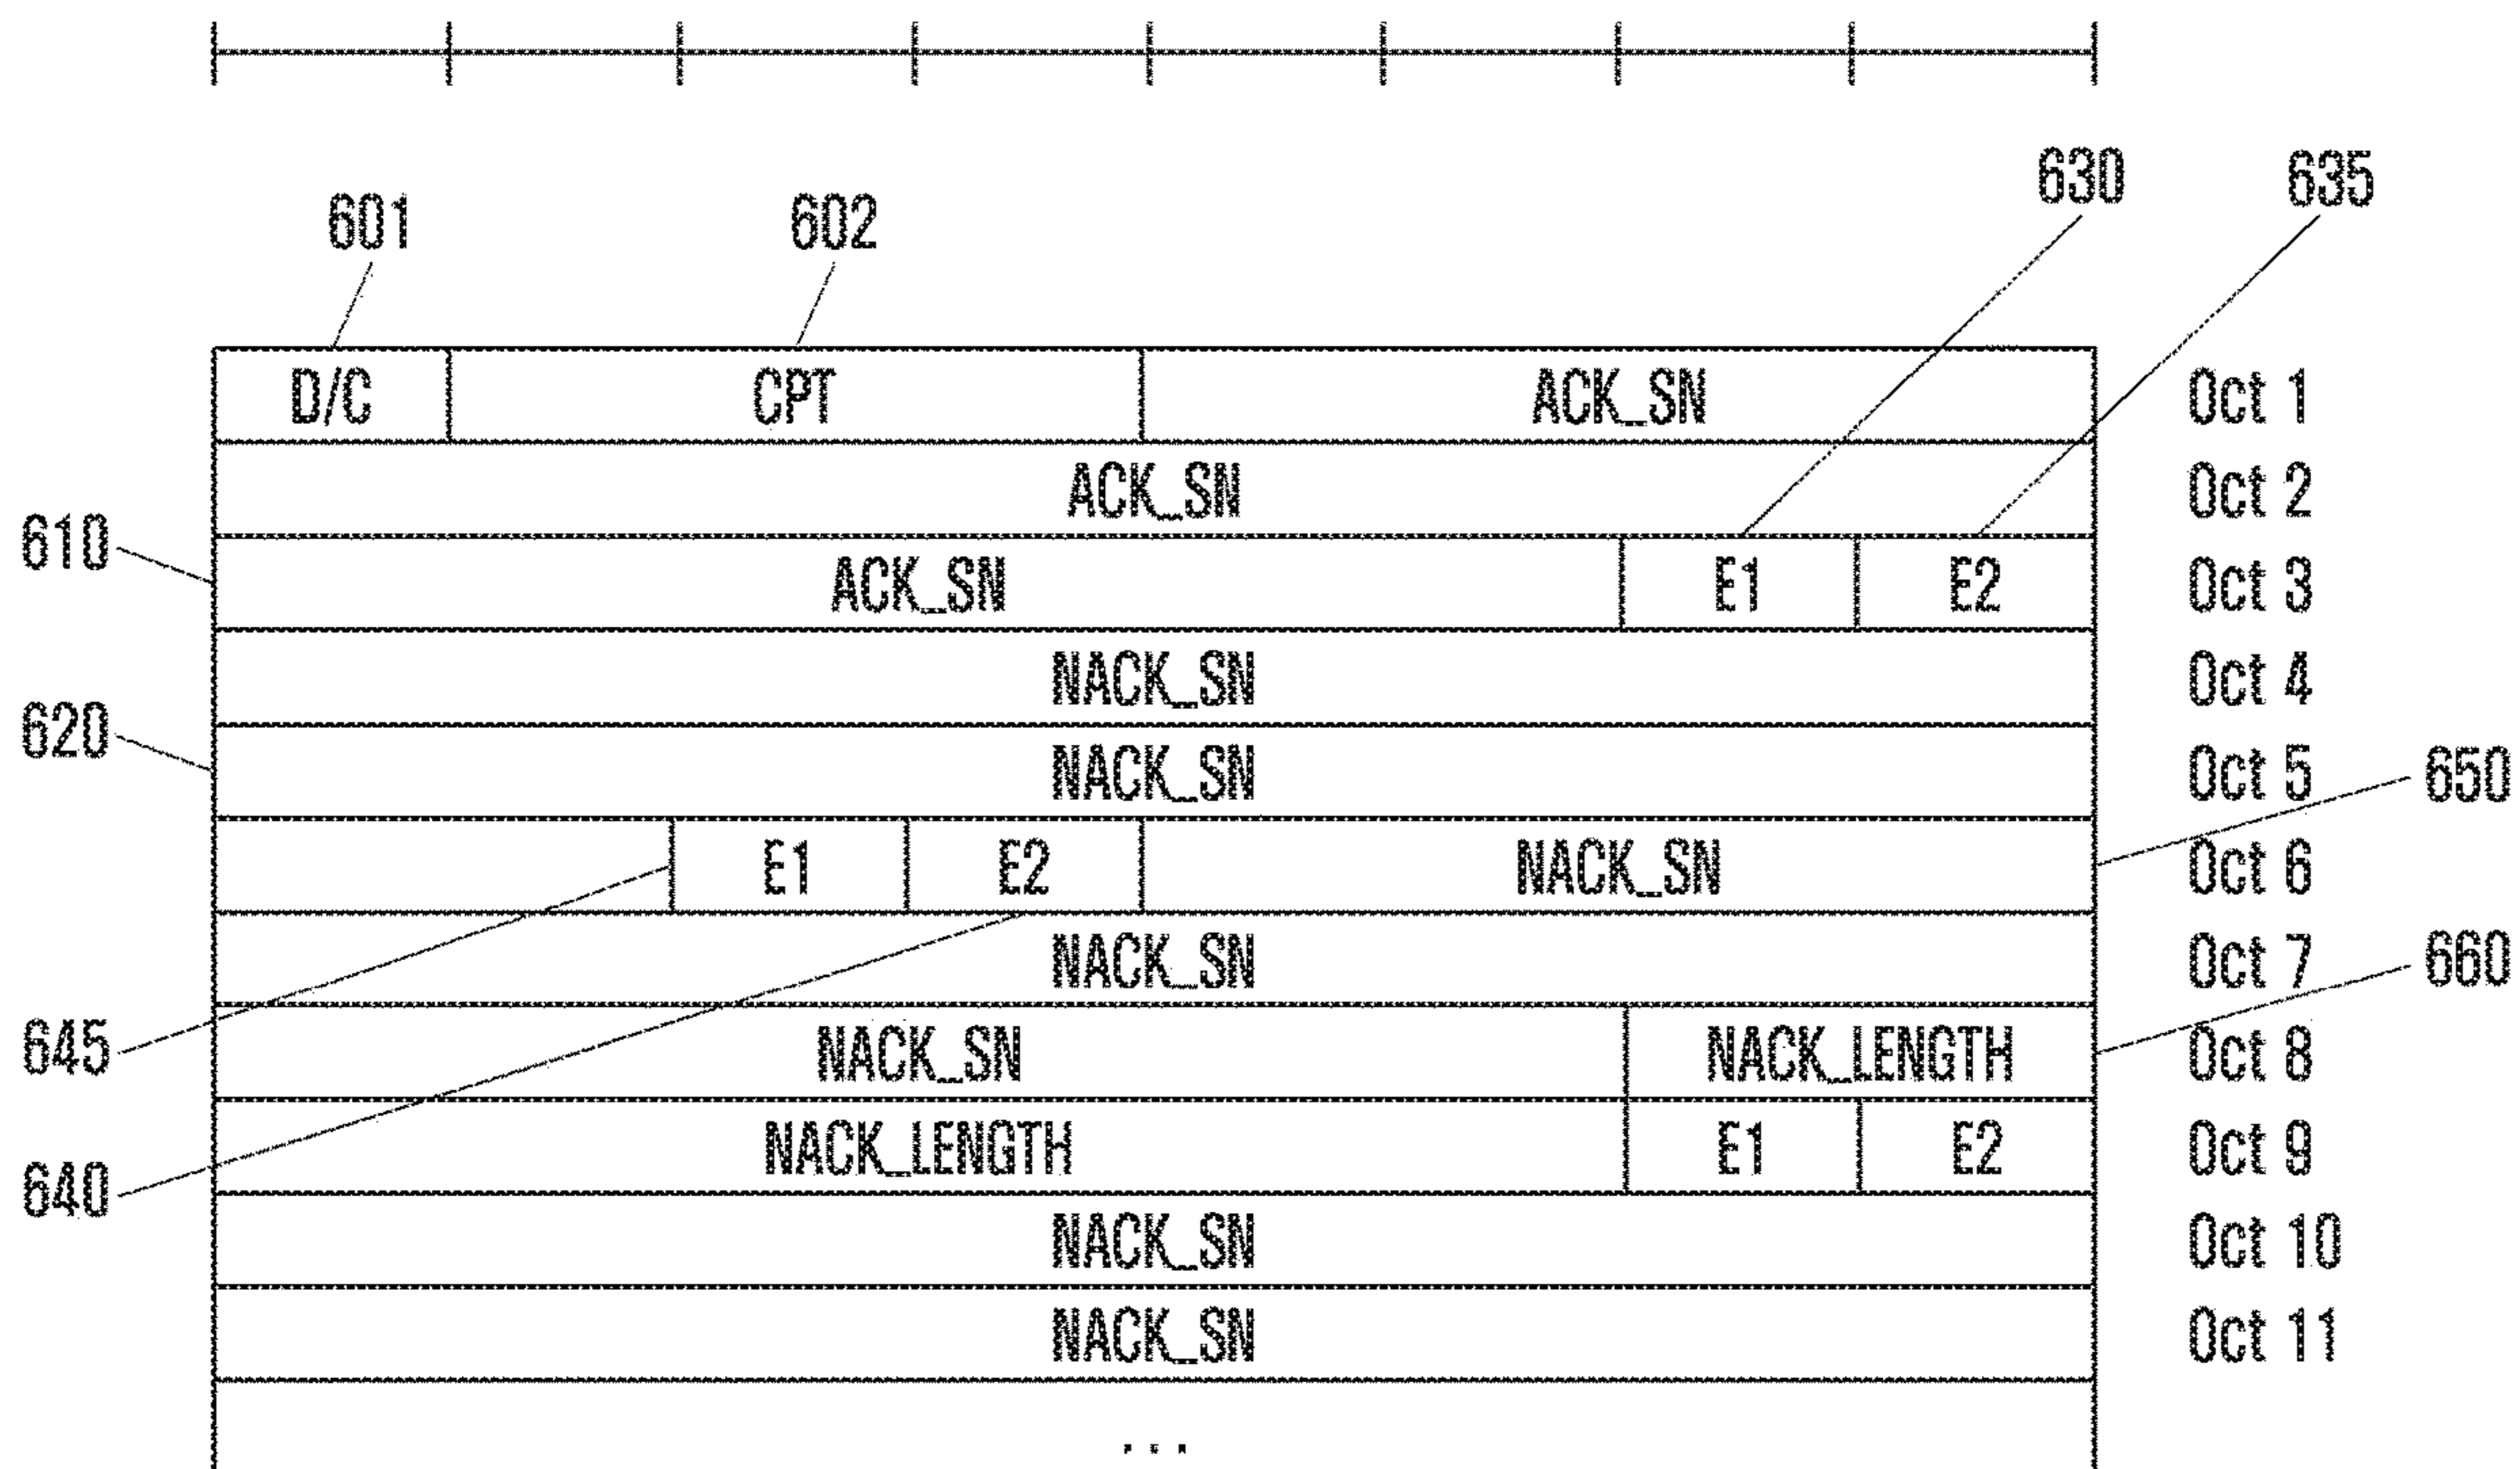 630 635
601 602
D/C CPT ACK_SN Oct 1
ACK_SN Oct 2
610 ACK_SN E1 E2 Oct 3
NACK_SN Oct 4
620 NACK_SN Oct 5 650
E1 E2 NACK_SN Oct 6
NACK_SN Oct 7 660
645 NACK_SN NACK_LENGTH Oct 8
640 NACK_LENGTH E1 E2 Oct 9
NACK_SN Oct 10
NACK_SN Oct 11
...